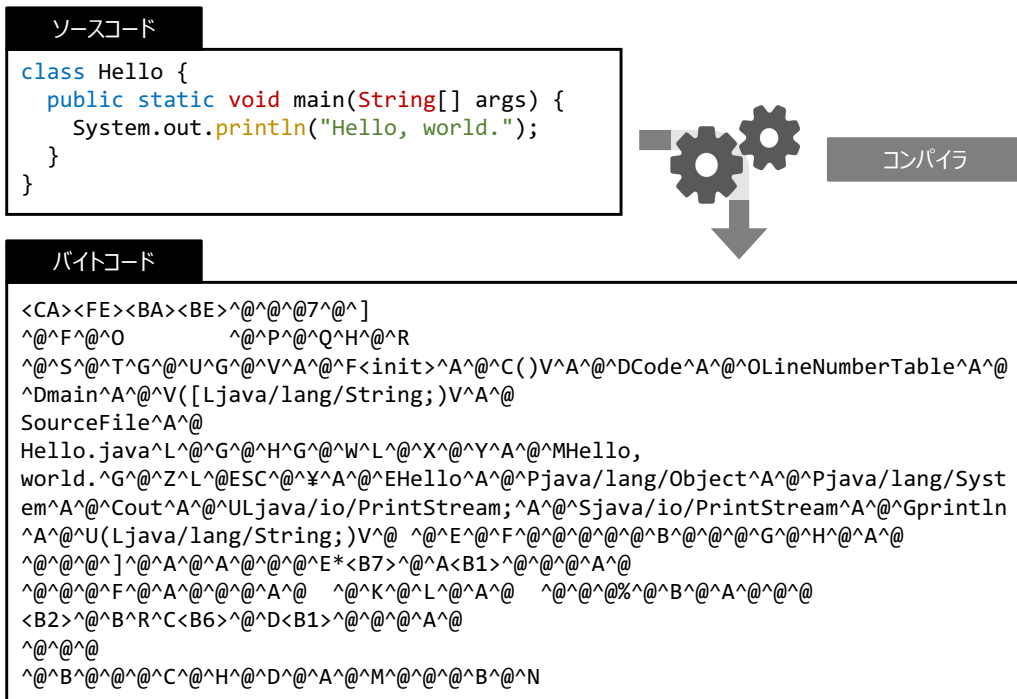 ソースコード
class Hello {
  public static void main(String[] args) {
    System.out.println("Hello, world.");
  }
}
コンパイラ
バイトコード
<CA><FE><BA><BE>^@^@^@7^@^]
^@^F^@^O        ^@^P^@^Q^H^@^R
^@^S^@^T^G^@^U^G^@^V^A^@^F<init>^A^@^C()V^A^@^DCode^A^@^OLineNumberTable^A^@
^Dmain^A^@^V([Ljava/lang/String;)V^A^@
SourceFile^A^@
Hello.java^L^@^G^@^H^G^@^W^L^@^X^@^Y^A^@^MHello,
world.^G^@^Z^L^@ESC^@^¥^A^@^EHello^A^@^Pjava/lang/Object^A^@^Pjava/lang/Syst
em^A^@^Cout^A^@^ULjava/io/PrintStream;^A^@^Sjava/io/PrintStream^A^@^Gprintln
^A^@^U(Ljava/lang/String;)V^@ ^@^E^@^F^@^@^@^@^@^B^@^@^@^G^@^H^@^A^@
^@^@^@^]^@^A^@^A^@^@^@^E*<B7>^@^A<B1>^@^@^@^A^@
^@^@^@^F^@^A^@^@^@^A^@  ^@^K^@^L^@^A^@  ^@^@^@%^@^B^@^A^@^@^@
<B2>^@^B^R^C<B6>^@^D<B1>^@^@^@^A^@
^@^@^@
^@^B^@^@^@^C^@^H^@^D^@^A^@^M^@^@^@^B^@^N